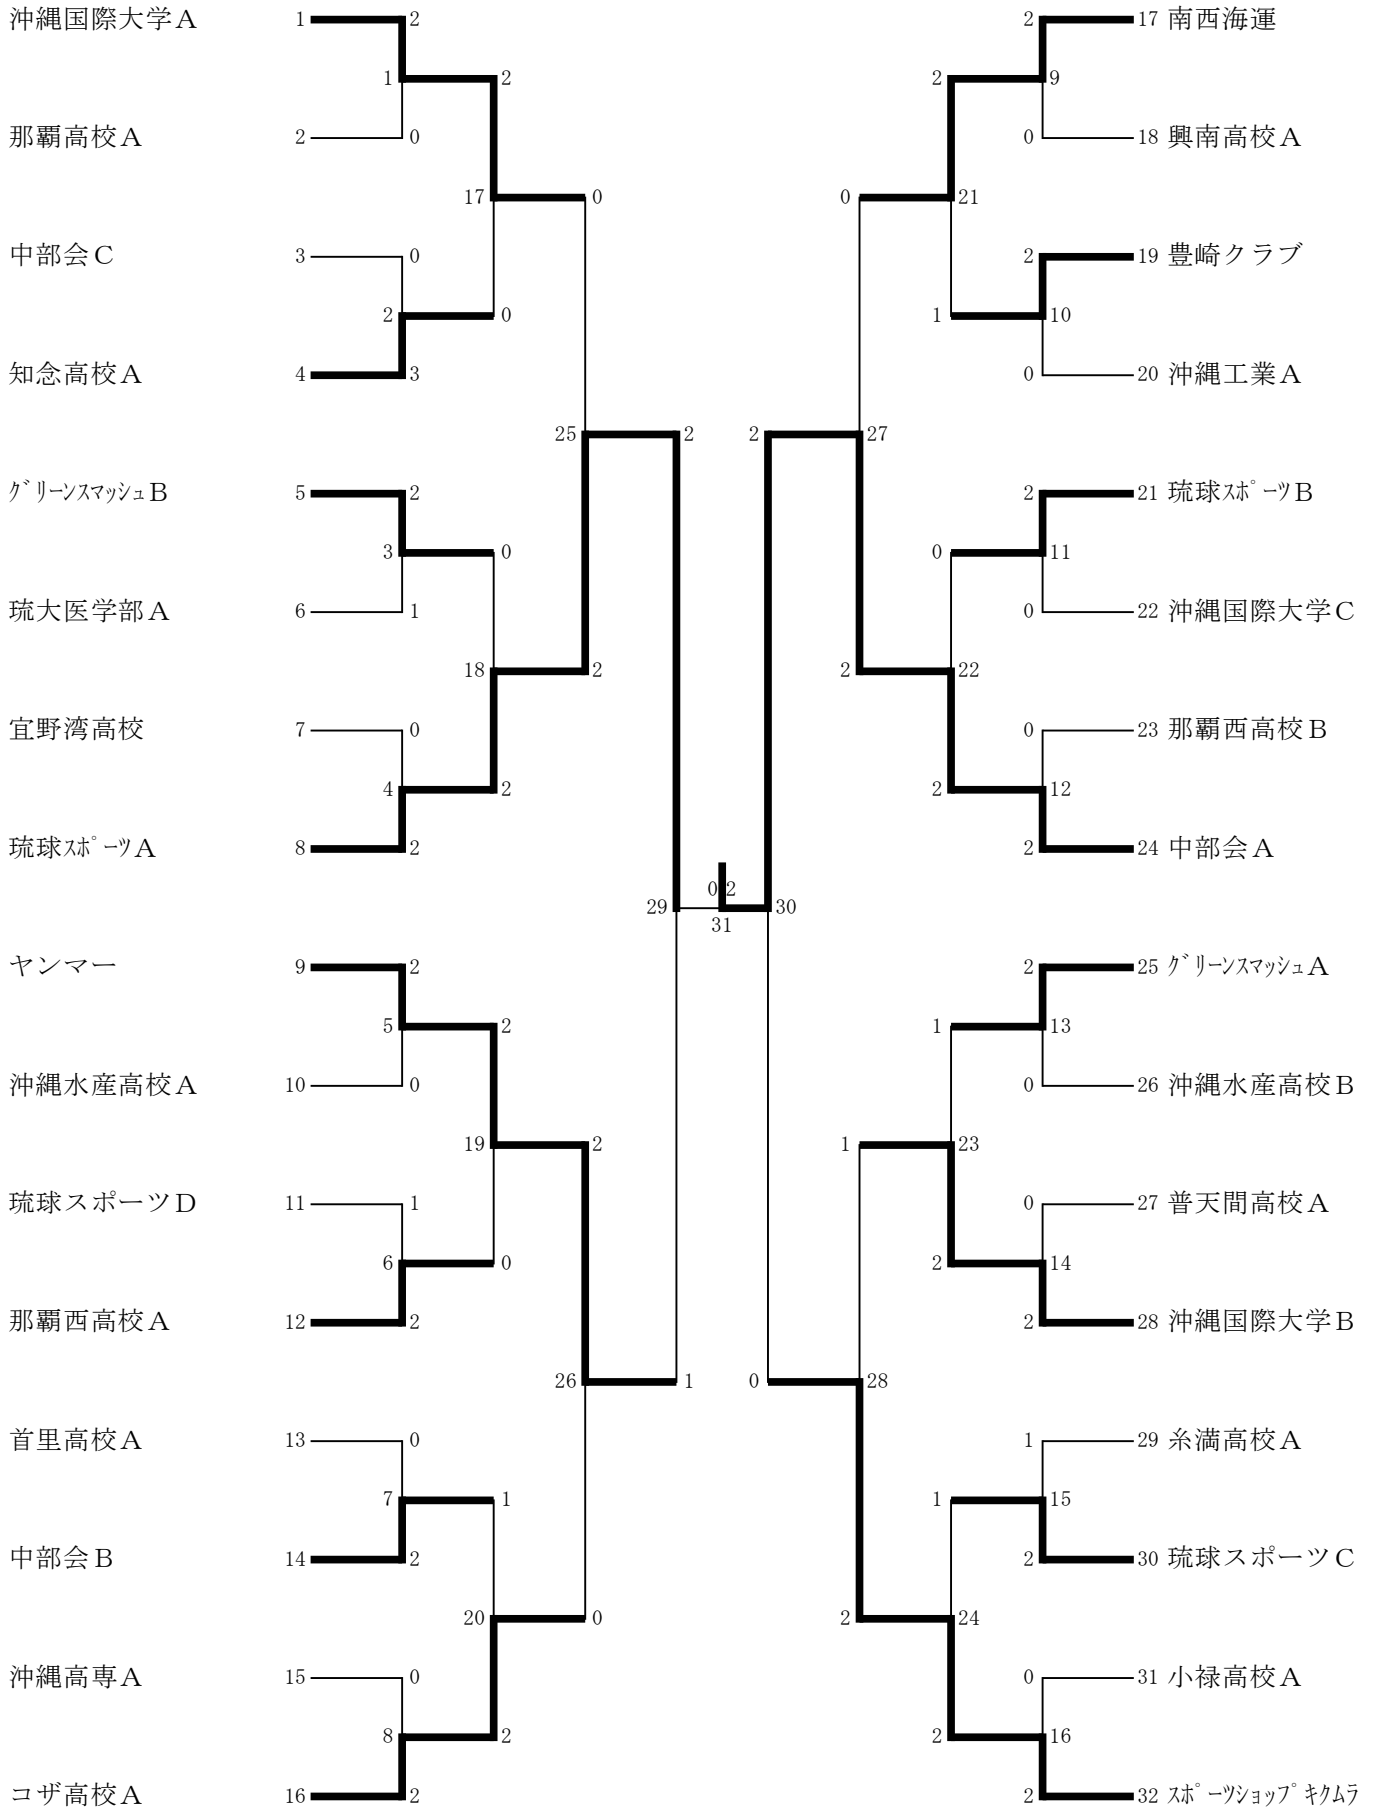 沖縄国際大学A 1 2 2 17 南西海運
1 2 2 9
那覇高校A 2 0 0 18 興南高校A
17 0 0 21
中部会C 3 0 2 19 豊崎クラブ
2 0 1 10
知念高校A 4 3 0 20 沖縄工業A
25 2 2 27
グリーンスマッシュB 5 2 2 21 琉球スポーツB
3 0 0 11
琉大医学部A 6 1 0 22 沖縄国際大学C
18 2 2 22
宜野湾高校 7 0 0 23 那覇西高校B
4 2 2 12
琉球スポーツA 8 2 2 24 中部会A
0 2
29 30
31
ヤンマー 9 2 2 25 グリーンスマッシュA
5 2 1 13
沖縄水産高校A 10 0 0 26 沖縄水産高校B
19 2 1 23
琉球スポーツD 11 1 0 27 普天間高校A
6 0 2 14
那覇西高校A 12 2 2 28 沖縄国際大学B
26 1 0 28
首里高校A 13 0 1 29 糸満高校A
7 1 1 15
中部会B 14 2 2 30 琉球スポーツC
20 0 2 24
沖縄高専A 15 0 0 31 小禄高校A
8 2 2 16
コザ高校A 16 2 2 32 スポーツショップキクムラ